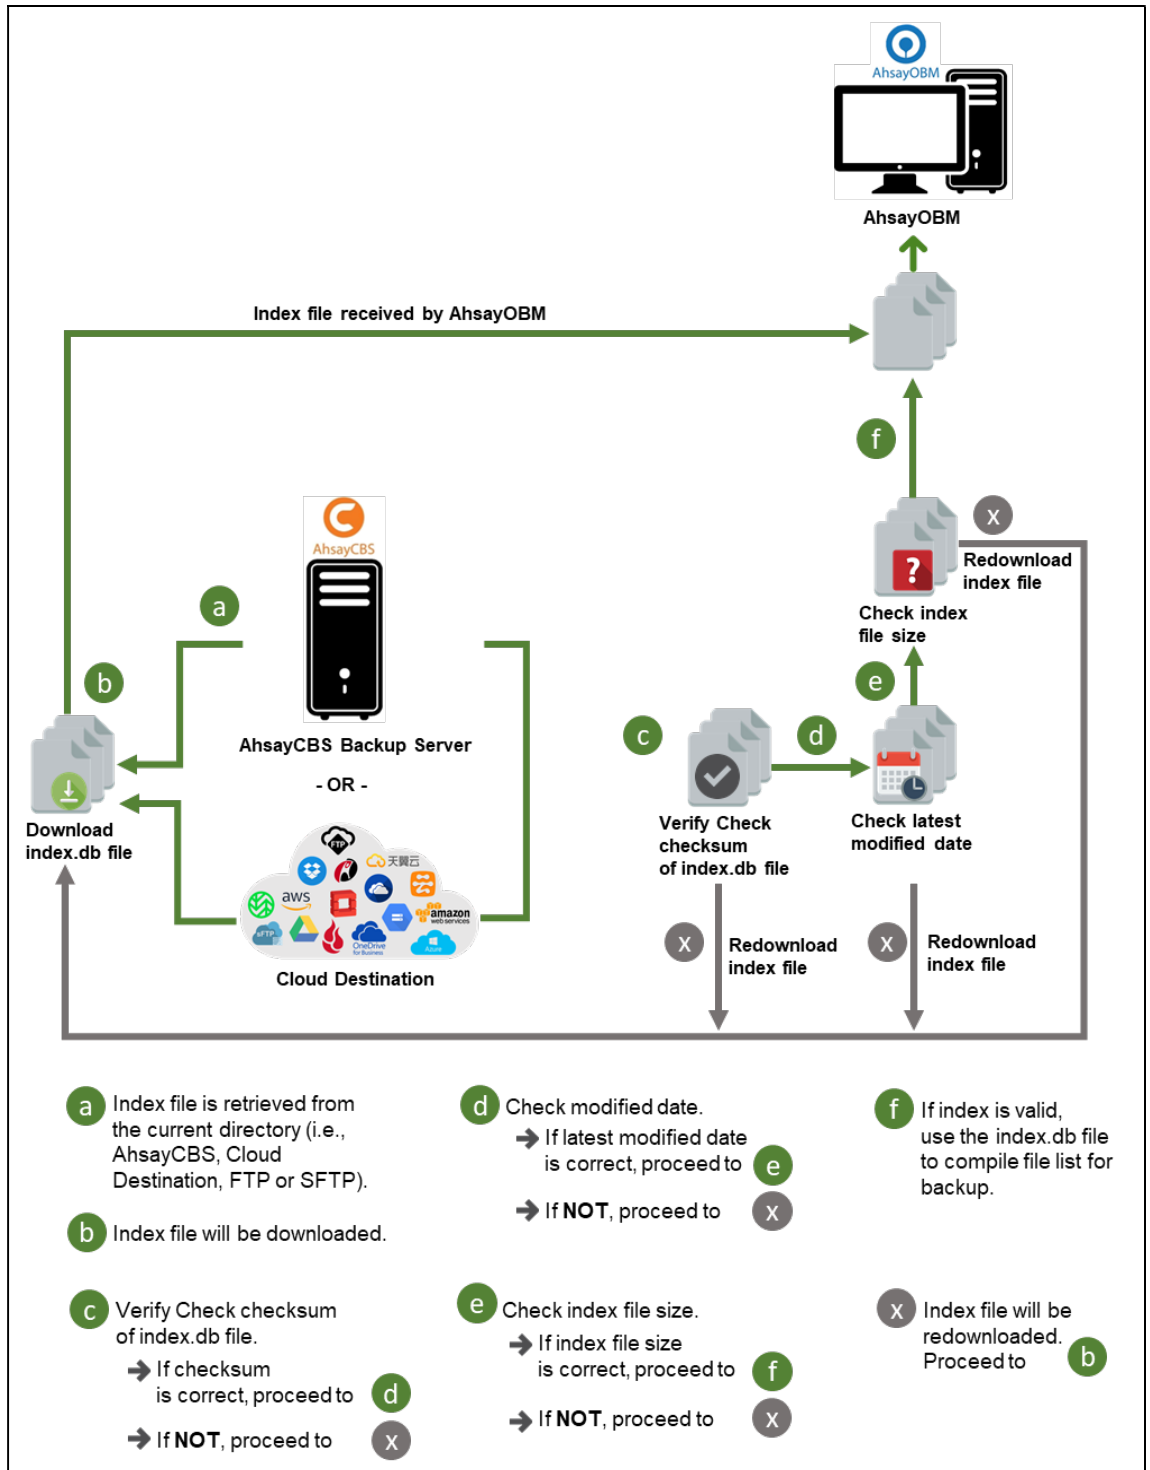 AhsayOBM
AhsayOBM
Index file received by AhsayOBM
f
x
Redownload
index file
?
Check index
file size
AhsayCBS
a
b
e
c
d
AhsayCBS Backup Server
- OR -
Download
index.db file
Verify Check
checksum
of index.db file
Check latest
modified date
FTP
天翼云
aws
amazon
web services
SFTP
OneDrive
for Business
Azure
Cloud Destination
x
Redownload
index file
x
Redownload
index file
a
Index file is retrieved from
the current directory (i.e.,
AhsayCBS, Cloud
Destination, FTP or SFTP).
b
Index file will be downloaded.
c
Verify Check checksum
of index.db file.
If checksum
is correct, proceed to d
If NOT, proceed to x
d
Check modified date.
If latest modified date
is correct, proceed to e
If NOT, proceed to x
e
Check index file size.
If index file size
is correct, proceed to f
If NOT, proceed to x
f
If index is valid,
use the index.db file
to compile file list for
backup.
x
Index file will be
redownloaded.
Proceed to b